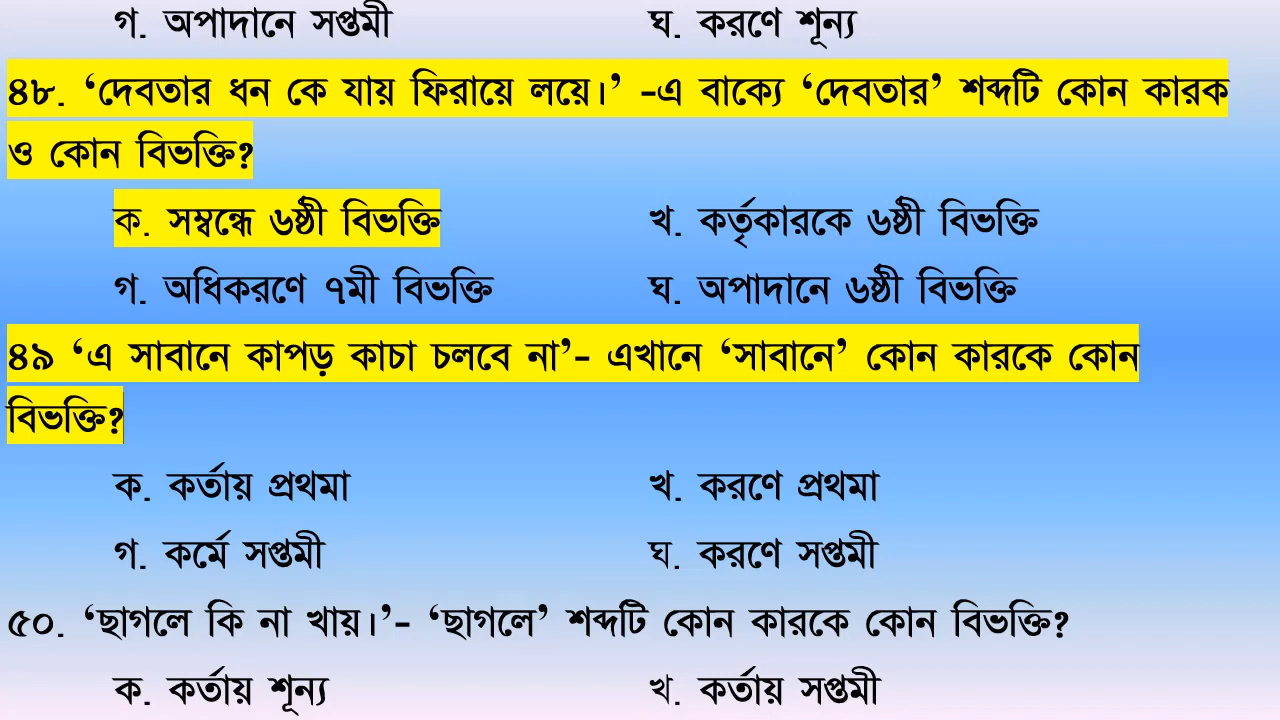 গ. অপাদানে সপ্তমী ঘ. করণে শূন্য
৪৮. ‘দেবতার ধন কে যায় ফিরায়ে লয়ে।’ -এ বাক্যে ‘দেবতার’ শব্দটি কোন কারক
ও কোন বিভক্তি?
ক. সম্বন্ধে ৬ষ্ঠী বিভক্তি খ. কর্তৃকারকে ৬ষ্ঠী বিভক্তি
গ. অধিকরণে ৭মী বিভক্তি ঘ. অপাদানে ৬ষ্ঠী বিভক্তি
৪৯ ‘এ সাবানে কাপড় কাচা চলবে না’- এখানে ‘সাবানে’ কোন কারকে কোন
বিভক্তি?
ক. কর্তায় প্রথমা খ. করণে প্রথমা
গ. কর্মে সপ্তমী ঘ. করণে সপ্তমী
৫০. ‘ছাগলে কি না খায়।’- ‘ছাগলে’ শব্দটি কোন কারকে কোন বিভক্তি?
ক. কর্তায় শূন্য খ. কর্তায় সপ্তমী